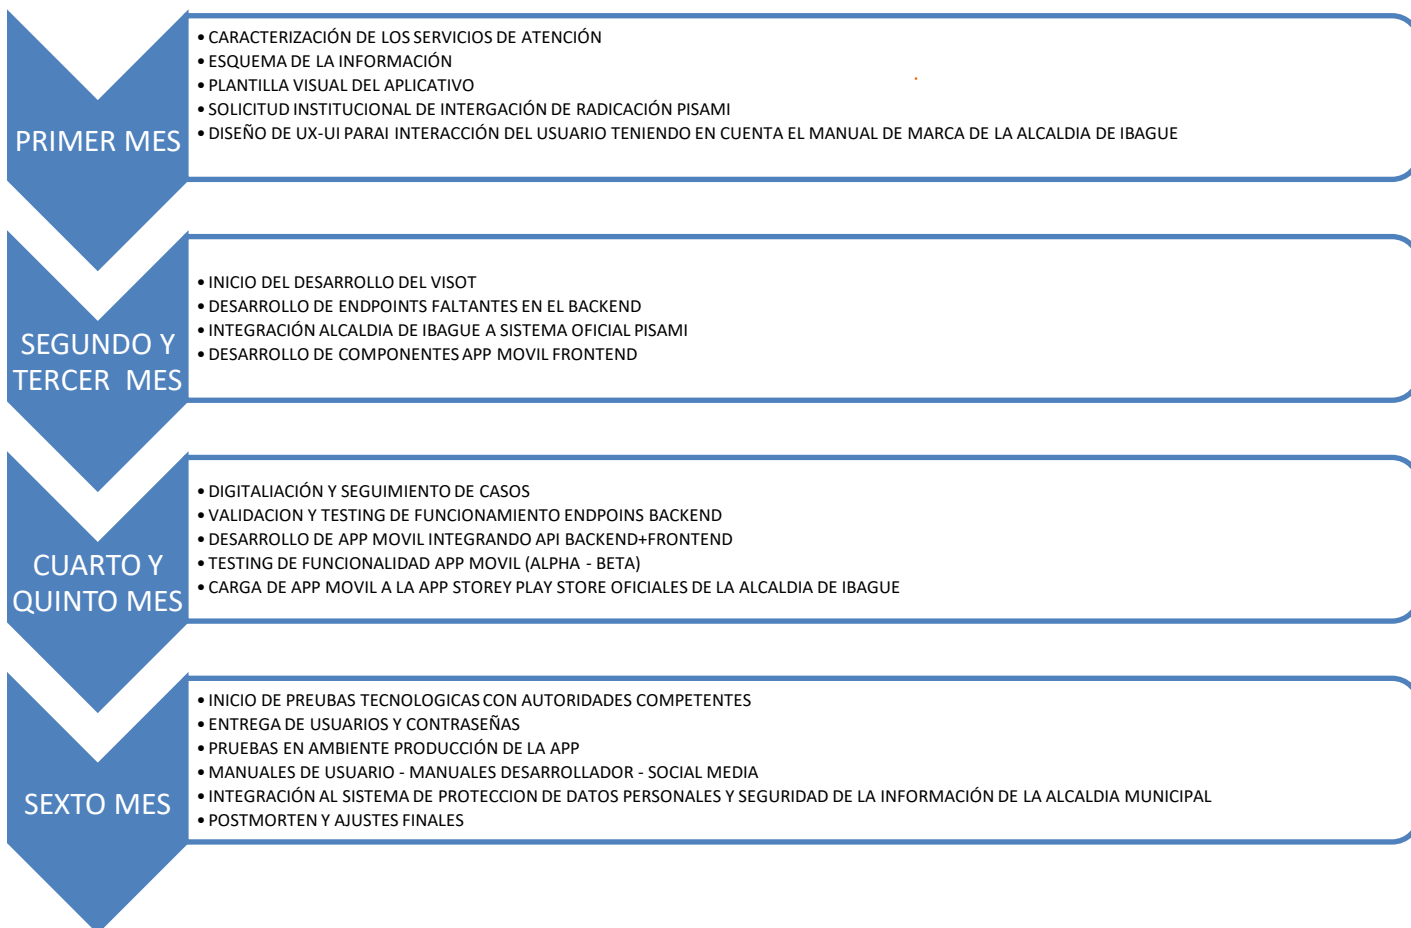 PRIMER MES
• CARACTERIZACIÓN DE LOS SERVICIOS DE ATENCIÓN
• ESQUEMA DE LA INFORMACIÓN
• PLANTILLA VISUAL DEL APLICATIVO
• SOLICITUD INSTITUCIONAL DE INTERGACIÓN DE RADICACIÓN PISAMI
• DISEÑO DE UX-UI PARAI INTERACCIÓN DEL USUARIO TENIENDO EN CUENTA EL MANUAL DE MARCA DE LA ALCALDIA DE IBAGUE
SEGUNDO Y
TERCER MES
• INICIO DEL DESARROLLO DEL VISOT
• DESARROLLO DE ENDPOINTS FALTANTES EN EL BACKEND
• INTEGRACIÓN ALCALDIA DE IBAGUE A SISTEMA OFICIAL PISAMI
• DESARROLLO DE COMPONENTES APP MOVIL FRONTEND
CUARTO Y
QUINTO MES
• DIGITALIACIÓN Y SEGUIMIENTO DE CASOS
• VALIDACION Y TESTING DE FUNCIONAMIENTO ENDPOINS BACKEND
• DESARROLLO DE APP MOVIL INTEGRANDO API BACKEND+FRONTEND
• TESTING DE FUNCIONALIDAD APP MOVIL (ALPHA - BETA)
• CARGA DE APP MOVIL A LA APP STOREY PLAY STORE OFICIALES DE LA ALCALDIA DE IBAGUE
SEXTO MES
• INICIO DE PREUBAS TECNOLOGICAS CON AUTORIDADES COMPETENTES
• ENTREGA DE USUARIOS Y CONTRASEÑAS
• PRUEBAS EN AMBIENTE PRODUCCIÓN DE LA APP
• MANUALES DE USUARIO - MANUALES DESARROLLADOR - SOCIAL MEDIA
• INTEGRACIÓN AL SISTEMA DE PROTECCION DE DATOS PERSONALES Y SEGURIDAD DE LA INFORMACIÓN DE LA ALCALDIA MUNICIPAL
• POSTMORTEN Y AJUSTES FINALES